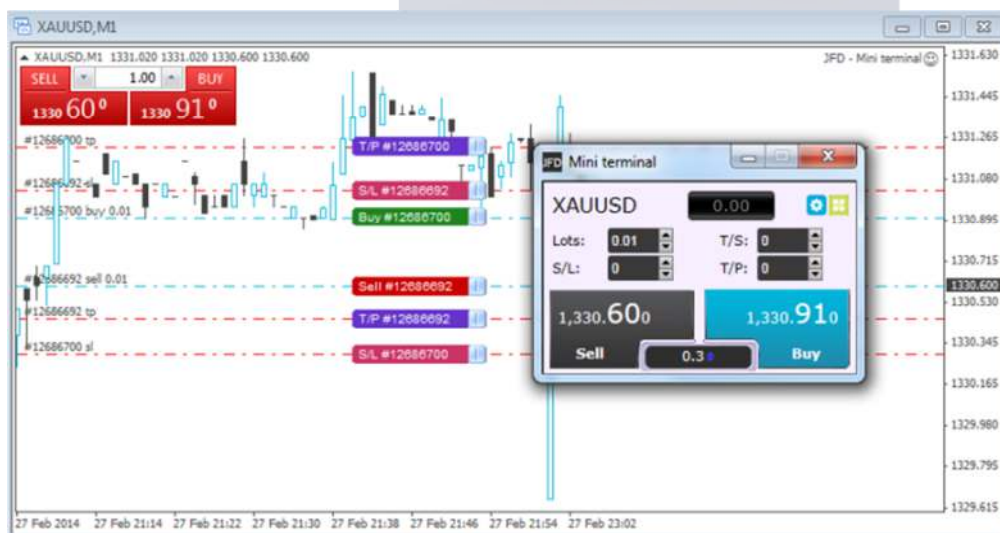 XAUUSD,M1
XAUUSD,M1 1331.020 1331.020 1330.600 1330.600
JFD - Mini terminal
SELL 1.00 BUY
1330 60 0 1330 91 0
#12686700 tp
#12686692 sl
#12686700 buy 0.01
#12686692 sell 0.01
#12686692 tp
#12686700 sl
T/P #12686700
S/L #12686692
Buy #12686700
Sell #12686692
T/P #12686692
S/L #12686700
JFD Mini terminal
XAUUSD 0.00
Lots: 0.01 T/S: 0
S/L: 0 T/P: 0
1,330.600 1,330.910
Sell 0.3 Buy
1331.630
1331.445
1331.265
1331.080
1330.895
1330.715
1330.600
1330.530
1330.345
1330.165
1329.980
1329.795
1329.615
27 Feb 2014 27 Feb 21:14 27 Feb 21:22 27 Feb 21:30 27 Feb 21:38 27 Feb 21:46 27 Feb 21:54 27 Feb 23:02